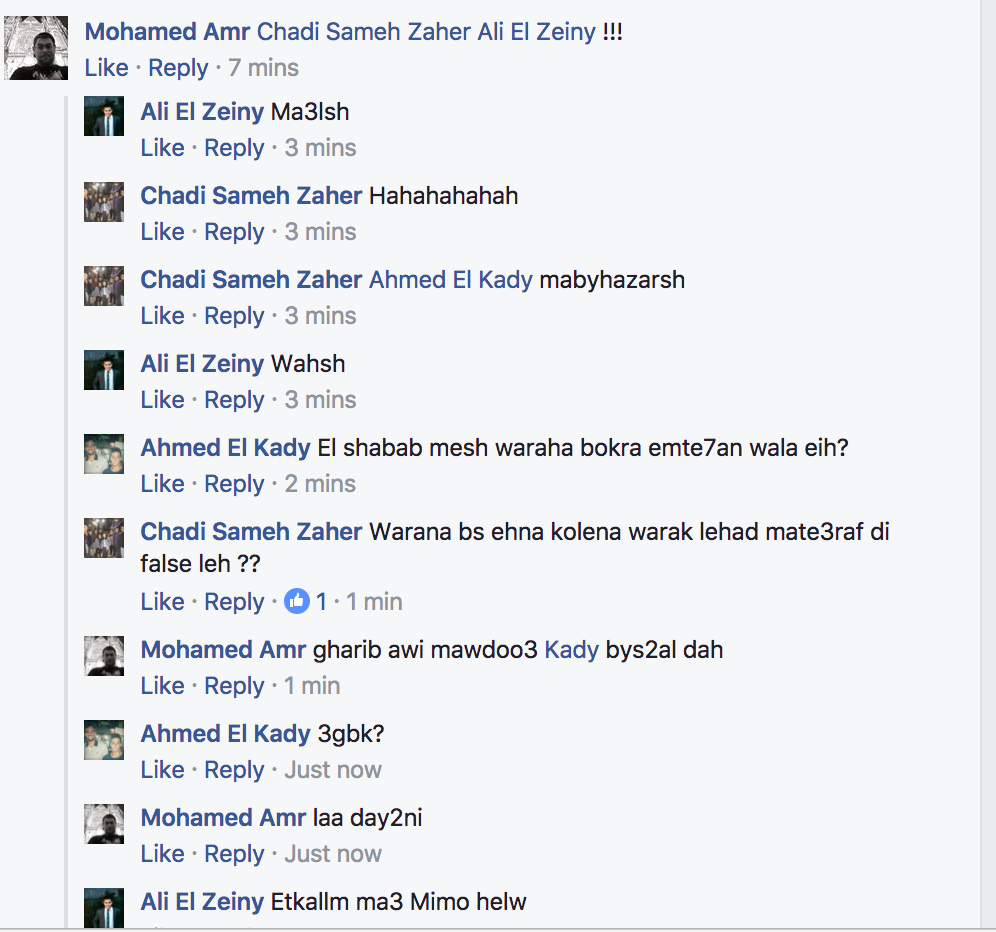 Mohamed Amr Chadi Sameh Zaher Ali El Zeiny !!!
Like · Reply · 7 mins
Ali El Zeiny Ma3lsh
Like · Reply · 3 mins
Chadi Sameh Zaher Hahahahahah
Like · Reply · 3 mins
Chadi Sameh Zaher Ahmed El Kady mabyhazarsh
Like · Reply · 3 mins
Ali El Zeiny Wahsh
Like · Reply · 3 mins
Ahmed El Kady El shabab mesh waraha bokra emte7an wala eih?
Like · Reply · 2 mins
Chadi Sameh Zaher Warana bs ehna kolena warak lehad mate3raf di
false leh ??
Like · Reply · 1 · 1 min
Mohamed Amr gharib awi mawdoo3 Kady bys2al dah
Like · Reply · 1 min
Ahmed El Kady 3gbk?
Like · Reply · Just now
Mohamed Amr laa day2ni
Like · Reply · Just now
Ali El Zeiny Etkallm ma3 Mimo helw